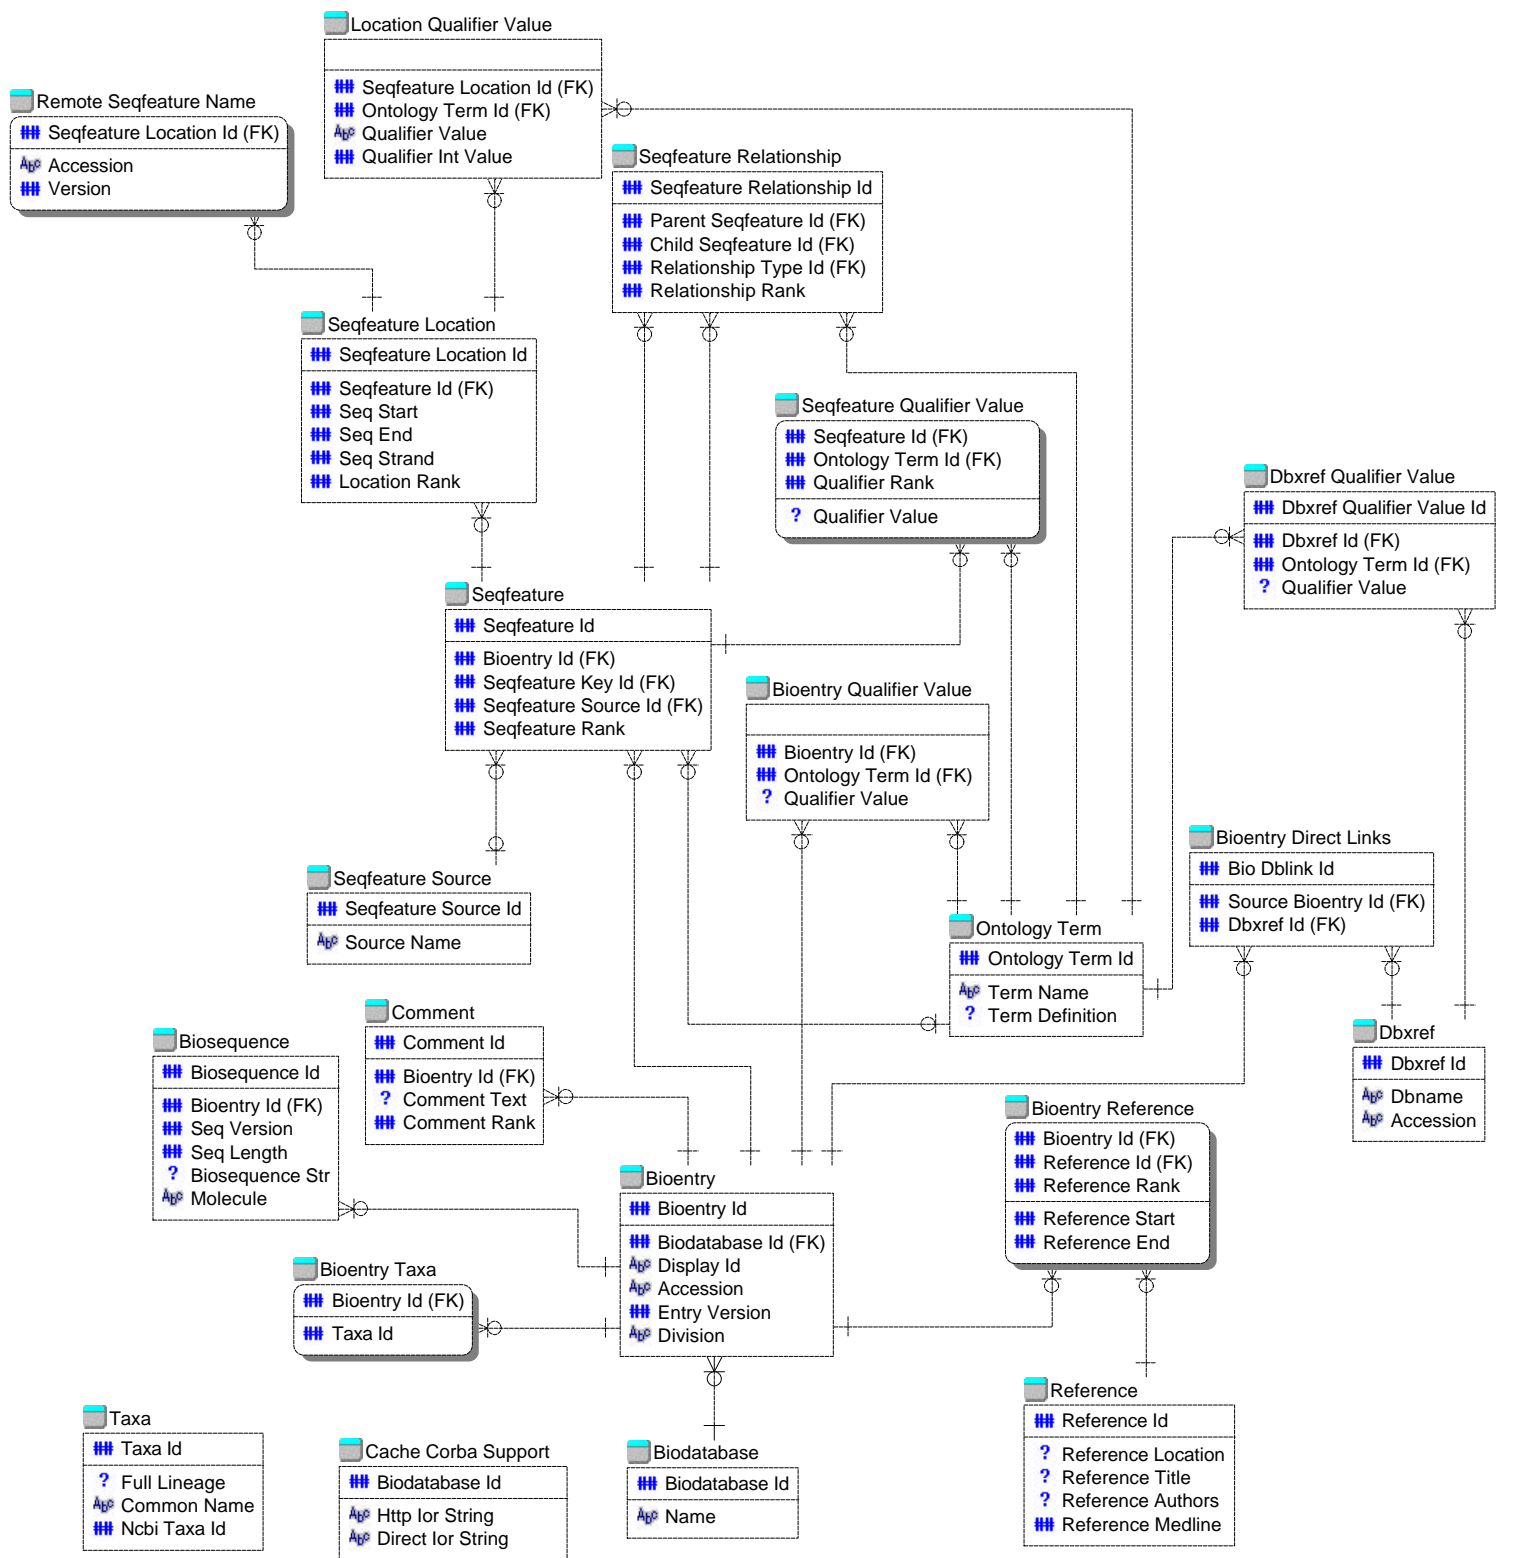 Location Qualifier Value
Seqfeature Location Id (FK)
Ontology Term Id (FK)
Qualifier Value
Qualifier Int Value
Remote Seqfeature Name
Seqfeature Location Id (FK)
Accession
Version
Seqfeature Relationship
Seqfeature Relationship Id
Parent Seqfeature Id (FK)
Child Seqfeature Id (FK)
Relationship Type Id (FK)
Relationship Rank
Seqfeature Location
Seqfeature Location Id
Seqfeature Id (FK)
Seq Start
Seq End
Seq Strand
Location Rank
Seqfeature Qualifier Value
Seqfeature Id (FK)
Ontology Term Id (FK)
Qualifier Rank
? Qualifier Value
Dbxref Qualifier Value
Dbxref Qualifier Value Id
Dbxref Id (FK)
Ontology Term Id (FK)
? Qualifier Value
Seqfeature
Seqfeature Id
Bioentry Id (FK)
Seqfeature Key Id (FK)
Seqfeature Source Id (FK)
Seqfeature Rank
Bioentry Qualifier Value
Bioentry Id (FK)
Ontology Term Id (FK)
? Qualifier Value
Bioentry Direct Links
Bio Dblink Id
Source Bioentry Id (FK)
Dbxref Id (FK)
Seqfeature Source
Seqfeature Source Id
Source Name
Ontology Term
Ontology Term Id
Term Name
? Term Definition
Comment
Comment Id
Bioentry Id (FK)
? Comment Text
Comment Rank
Biosequence
Biosequence Id
Bioentry Id (FK)
Seq Version
Seq Length
? Biosequence Str
Molecule
Dbxref
Dbxref Id
Dbname
Accession
Bioentry Reference
Bioentry Id (FK)
Reference Id (FK)
Reference Rank
Reference Start
Reference End
Bioentry
Bioentry Id
Biodatabase Id (FK)
Display Id
Accession
Entry Version
Division
Bioentry Taxa
Bioentry Id (FK)
Taxa Id
Taxa
Taxa Id
? Full Lineage
Common Name
Ncbi Taxa Id
Cache Corba Support
Biodatabase Id
Http Ior String
Direct Ior String
Biodatabase
Biodatabase Id
Name
Reference
Reference Id
? Reference Location
? Reference Title
? Reference Authors
Reference Medline